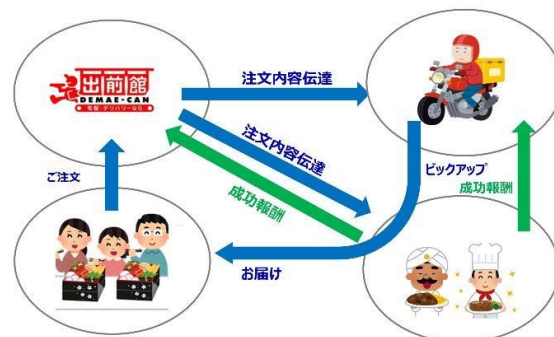 出前館
DEMAE-CAN
宅配・デリバリーなら
注文内容伝達
注文内容伝達
成功報酬
ご注文
ピックアップ
成功報酬
お届け